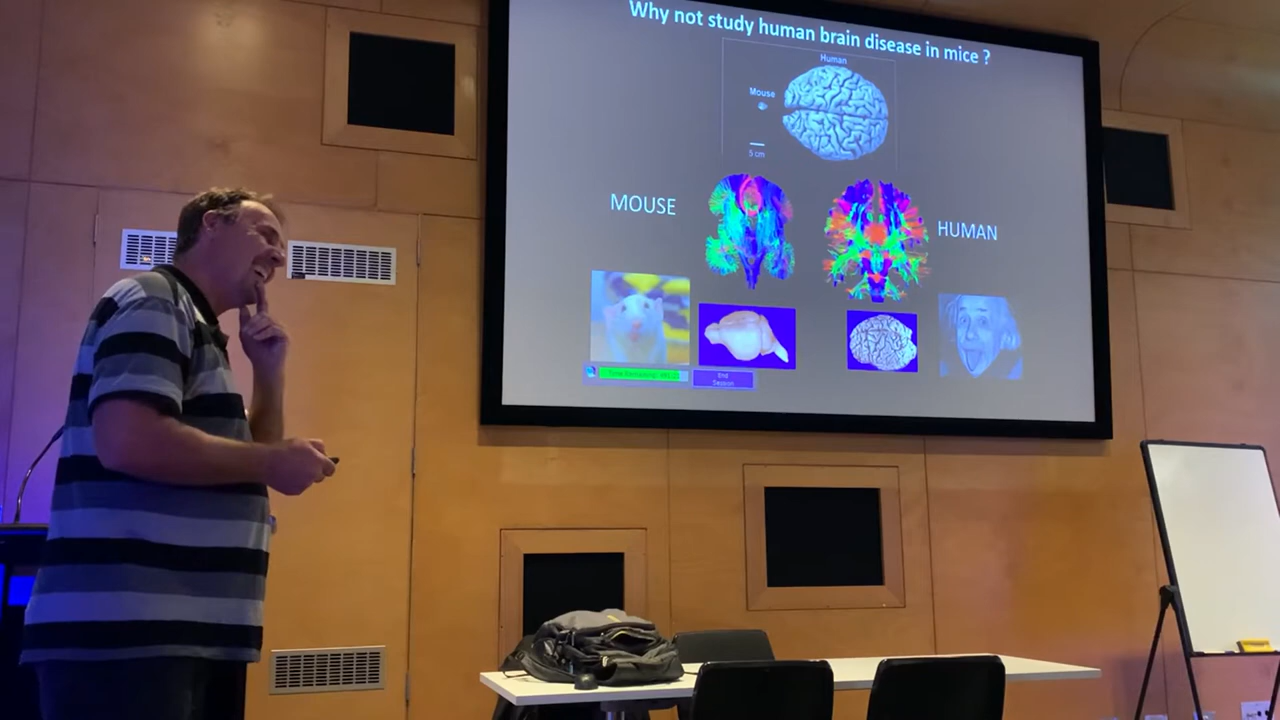 Why not study human brain disease in mice ?
Human
Mouse
5 cm
MOUSE
HUMAN
End
Session